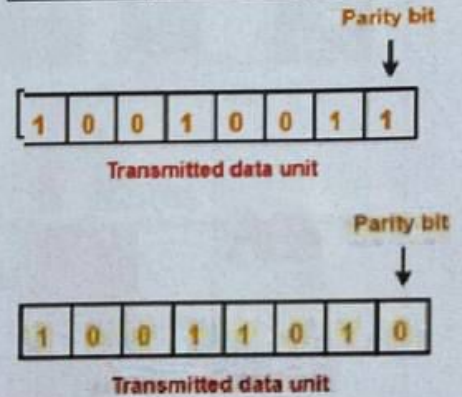 Parity bit
1 0 0 1 0 0 1 1
Transmitted data unit
Parity bit
1 0 0 1 1 0 1 0
Transmitted data unit